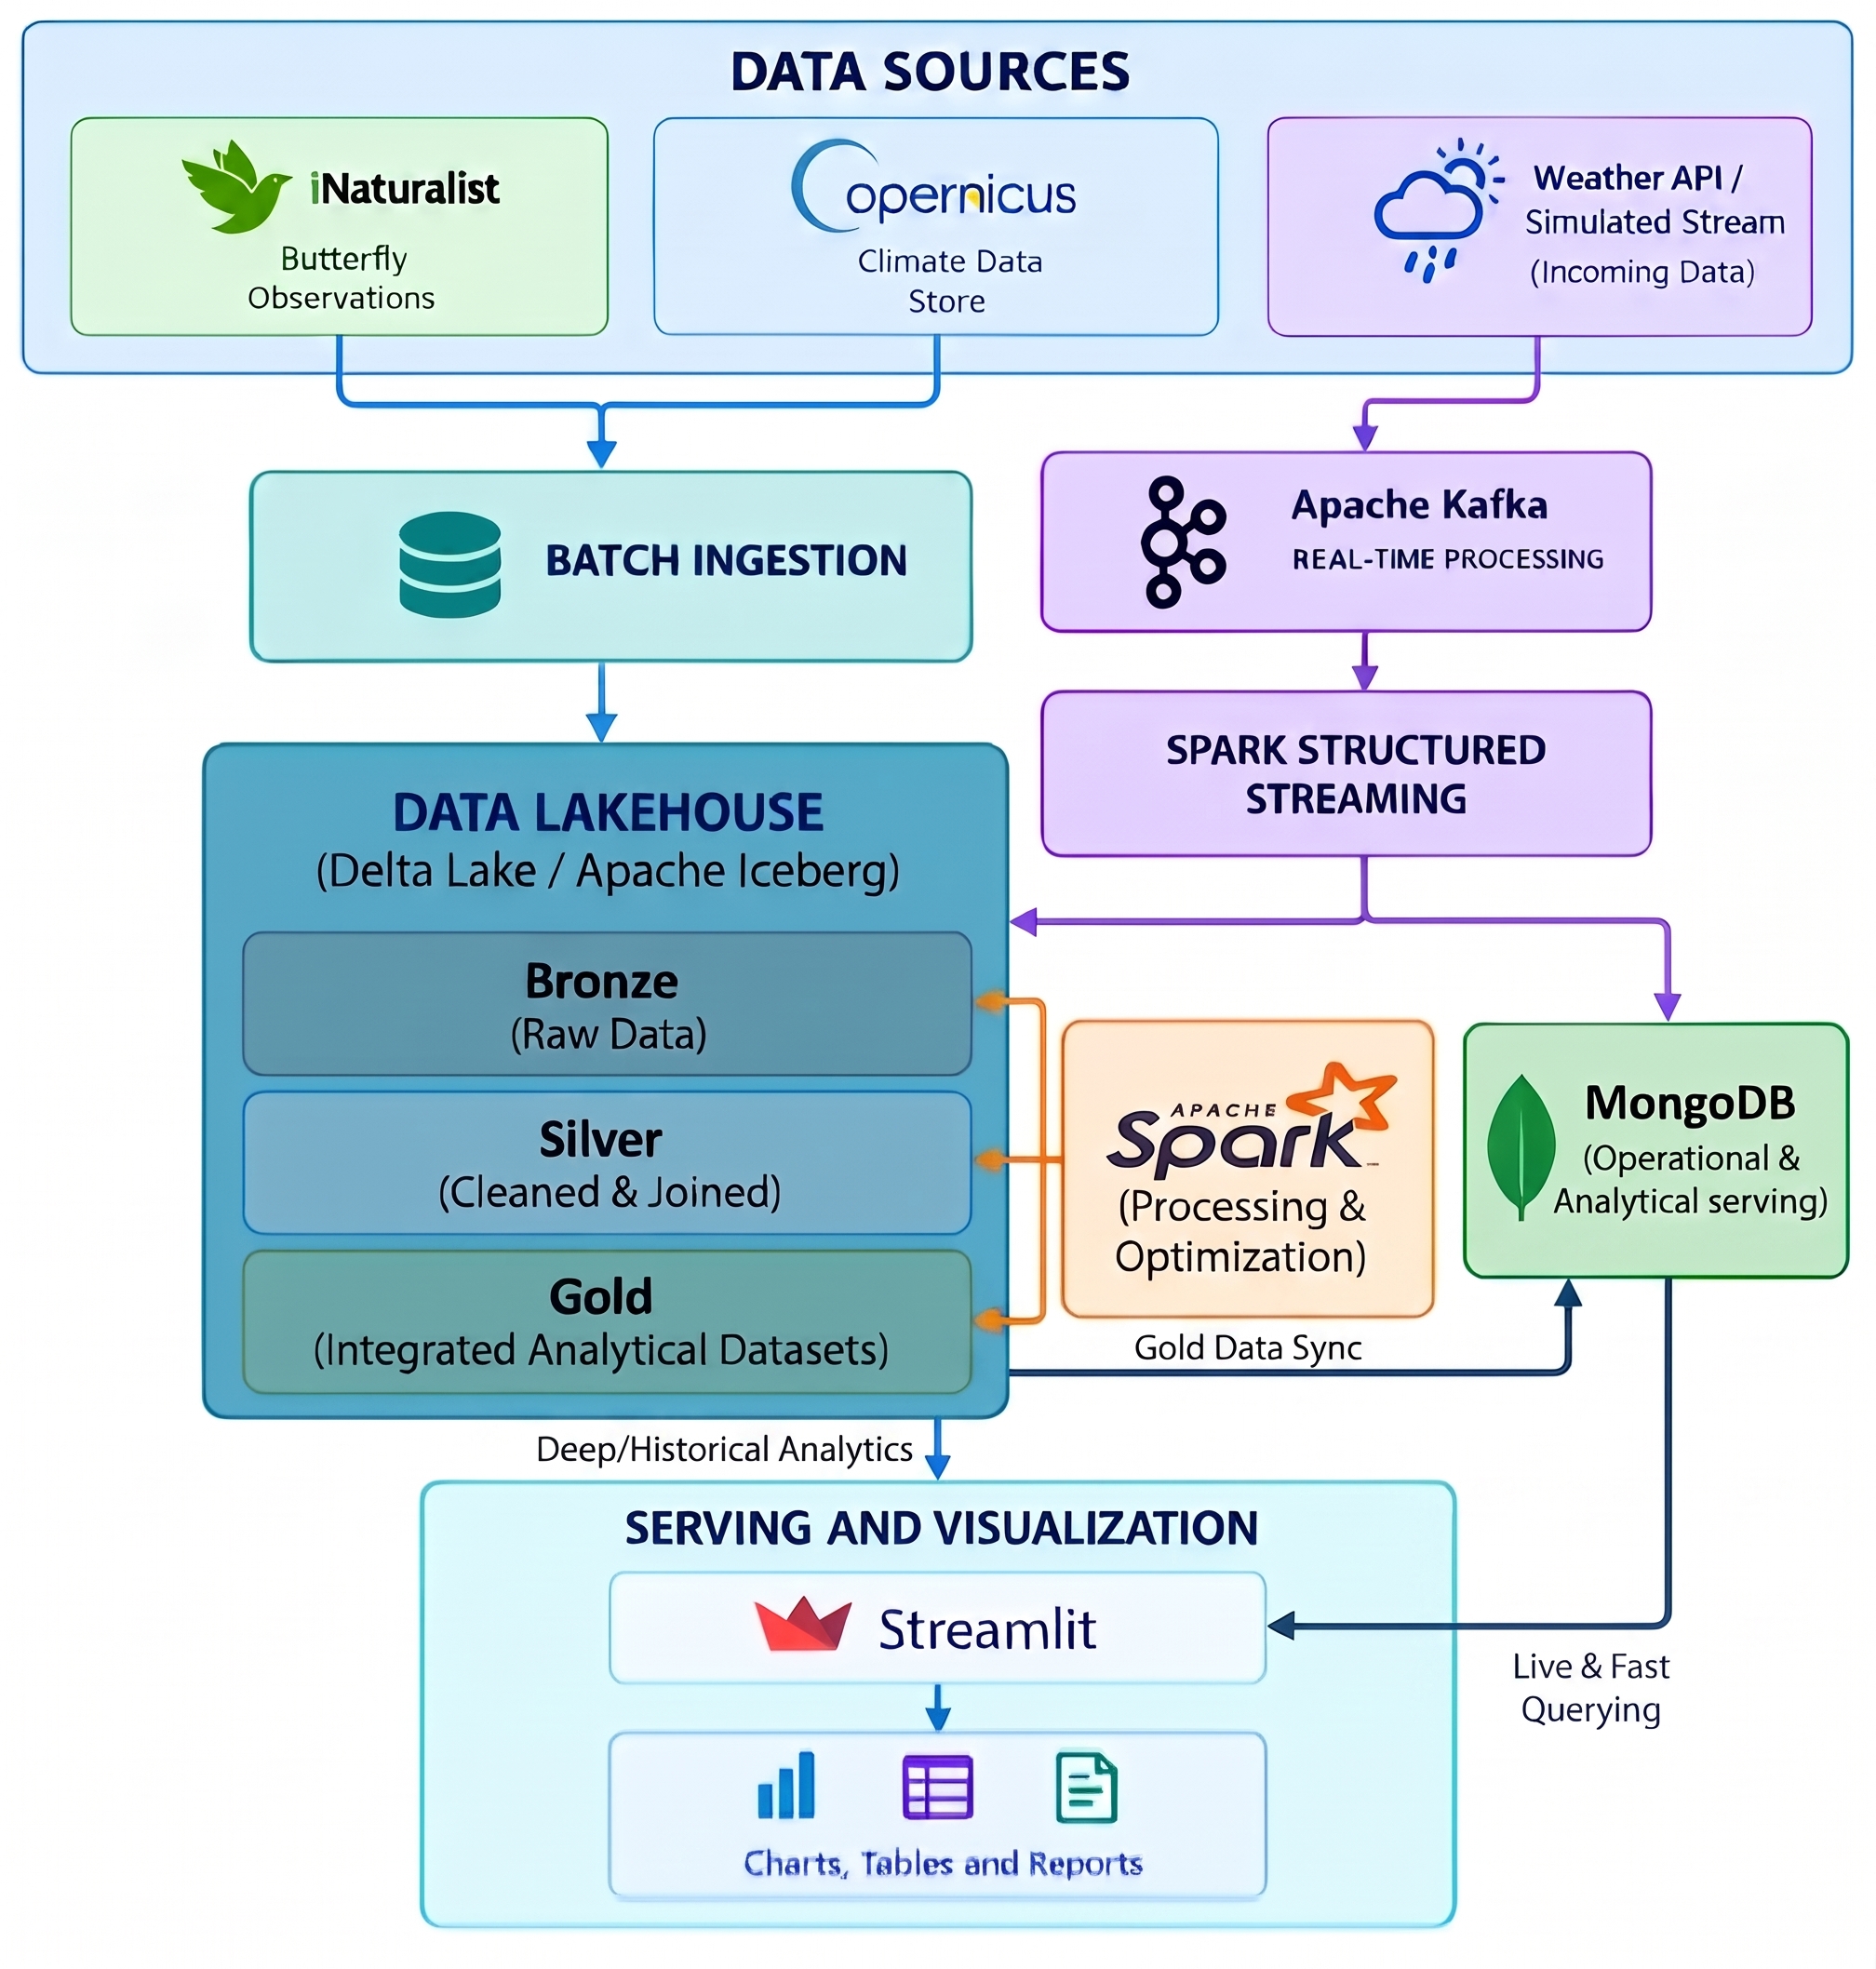 DATA SOURCES
iNaturalist
Butterfly
Observations
Copernicus
Climate Data
Store
Weather API /
Simulated Stream
(Incoming Data)
BATCH INGESTION
Apache Kafka
REAL-TIME PROCESSING
SPARK STRUCTURED
STREAMING
DATA LAKEHOUSE
(Delta Lake / Apache Iceberg)
Bronze
(Raw Data)
Silver
(Cleaned & Joined)
Gold
(Integrated Analytical Datasets)
APACHE
Spark
(Processing &
Optimization)
MongoDB
(Operational &
Analytical serving)
Gold Data Sync
Deep/Historical Analytics
SERVING AND VISUALIZATION
Streamlit
Live & Fast
Querying
Charts, Tables and Reports